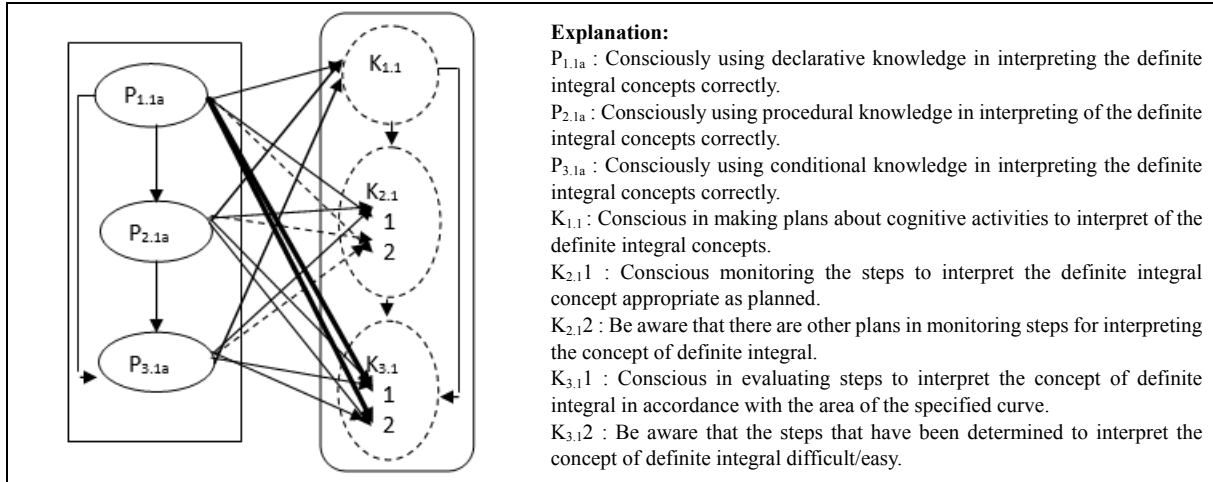 P1.1a
P2.1a
P3.1a
K1.1
K2.1
1
2
K3.1
1
2
Explanation:
P1.1a : Consciously using declarative knowledge in interpreting the definite
integral concepts correctly.
P2.1a : Consciously using procedural knowledge in interpreting of the definite
integral concepts correctly.
P3.1a : Consciously using conditional knowledge in interpreting the definite
integral concepts correctly.
K1.1 : Conscious in making plans about cognitive activities to interpret of the
definite integral concepts.
K2.11 : Conscious monitoring the steps to interpret the definite integral
concept appropriate as planned.
K2.12 : Be aware that there are other plans in monitoring steps for interpreting
the concept of definite integral.
K3.11 : Conscious in evaluating steps to interpret the concept of definite
integral in accordance with the area of the specified curve.
K3.12 : Be aware that the steps that have been determined to interpret the
concept of definite integral difficult/easy.